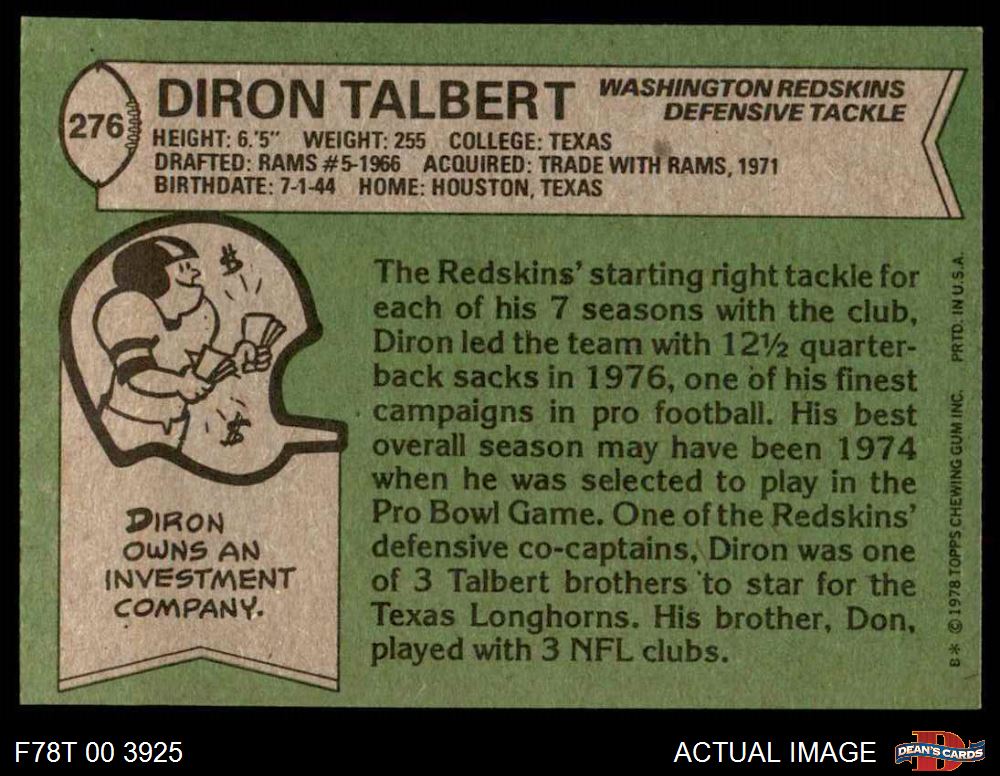 276
DIRON TALBERT
WASHINGTON REDSKINS
DEFENSIVE TACKLE
HEIGHT: 6.'5" WEIGHT: 255 COLLEGE: TEXAS
DRAFTED: RAMS #5-1966 ACQUIRED: TRADE WITH RAMS, 1971
BIRTHDATE: 7-1-44 HOME: HOUSTON, TEXAS
$
$
DIRON
OWNS AN
INVESTMENT
COMPANY.
The Redskins' starting right tackle for
each of his 7 seasons with the club,
Diron led the team with 12½ quarter-
back sacks in 1976, one of his finest
campaigns in pro football. His best
overall season may have been 1974
when he was selected to play in the
Pro Bowl Game. One of the Redskins'
defensive co-captains, Diron was one
of 3 Talbert brothers to star for the
Texas Longhorns. His brother, Don,
played with 3 NFL clubs.
B* © 1978 TOPPS CHEWING GUM INC. PRTD. IN U.S.A.
F78T 00 3925
ACTUAL IMAGE
D
DEAN'S CARDS